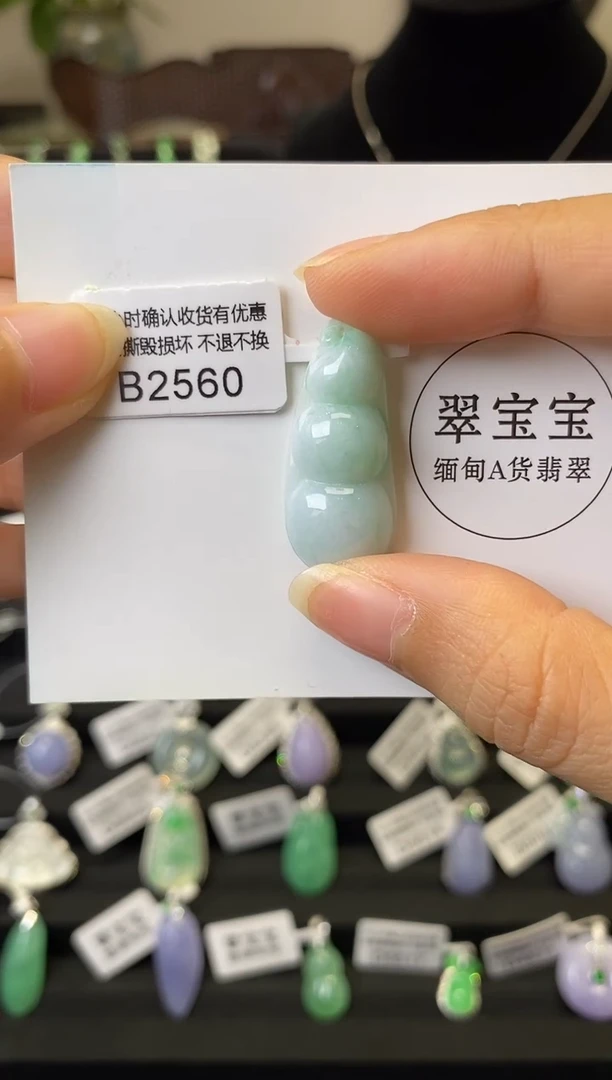 时确认收货有优惠
撕毁损坏 不退不换
B2560
翠宝宝
缅甸A货翡翠